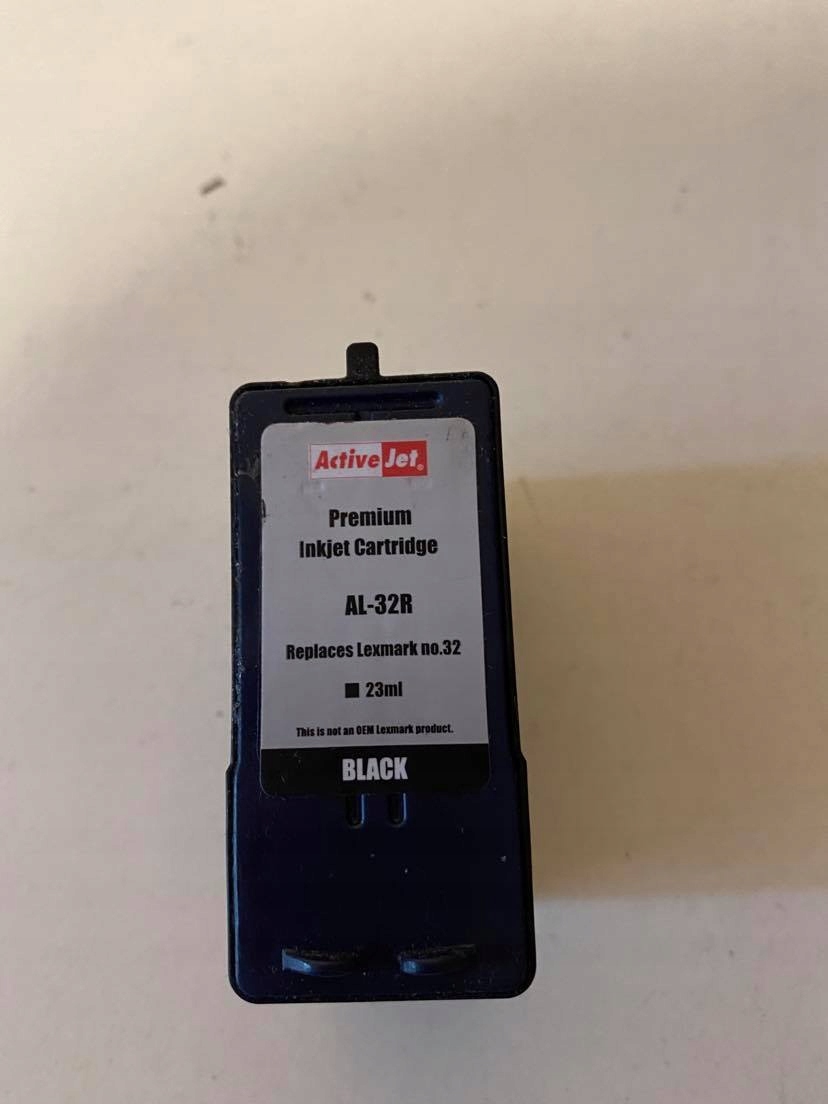 ActiveJet®
Premium
Inkjet Cartridge
AL-32R
Replaces Lexmark no.32
■ 23ml
This is not an OEM Lexmark product.
BLACK